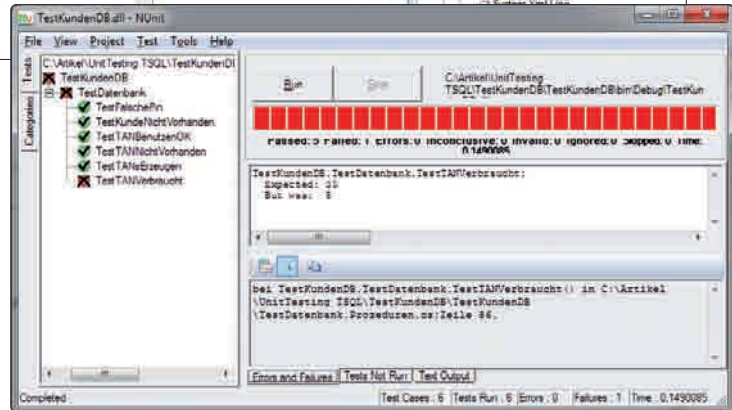 TestKundenDB.dll - NUnit
File View Project Test Tools Help
Tests
Categories
C:\Artikel\UnitTesting TSQL\TestKundenDB
TestKundenDB
TestDatenbank
TestFalschePin
TestKundeNichtVorhanden
TestTANBenutzenOK
TestTANNichtVorhanden
TestTANsErzeugen
TestTANVerbraucht
Run
Stop
C:\Artikel\UnitTesting
TSQL\TestKundenDB\TestKundenDB\bin\Debug\TestKun
Passed: 5 Failed: 1 Errors: 0 Inconclusive: 0 Invalid: 0 Ignored: 0 Skipped: 0 Time:
0.1490085
TestKundenDB.TestDatenbank.TestTANVerbraucht:
Expected:
But was:
bei TestKundenDB.TestDatenbank.TestTANVerbraucht() in C:\Artikel
\UnitTesting TSQL\TestKundenDB\TestKundenDB
\TestDatenbank.Prozeduren.cs:Zeile 86.
Errors and Failures Tests Not Run Text Output
Completed Test Cases : 6 Tests Run : 6 Errors : 0 Failures : 1 Time : 0.1490085